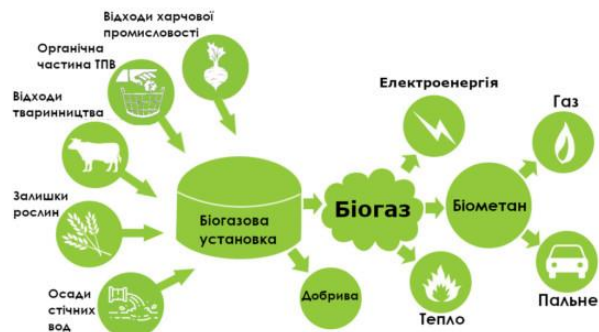 Відходи харчової
промисловості
Органічна
частина ТПВ
Відходи
тваринництва
Залишки
рослин
Осади
стічних
вод
Біогазова
установка
Добрива
Біогаз
Електроенергія
Тепло
Біометан
Газ
Пальне